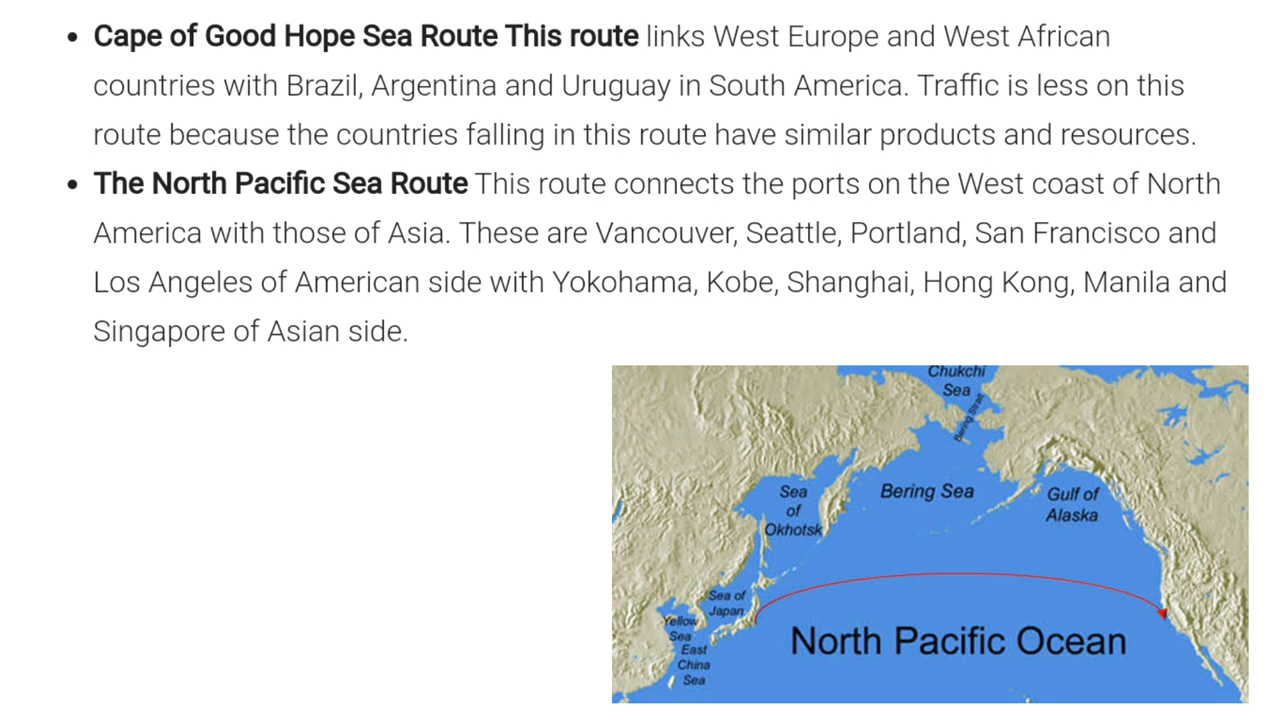 • Cape of Good Hope Sea Route This route links West Europe and West African
countries with Brazil, Argentina and Uruguay in South America. Traffic is less on this
route because the countries falling in this route have similar products and resources.
• The North Pacific Sea Route This route connects the ports on the West coast of North
America with those of Asia. These are Vancouver, Seattle, Portland, San Francisco and
Los Angeles of American side with Yokohama, Kobe, Shanghai, Hong Kong, Manila and
Singapore of Asian side.
Chukchi
Sea
Bering Strait
Bering Sea
Sea
of
Okhotsk
Gulf of
Alaska
Sea of
Japan
Yellow
Sea
East
China
Sea
North Pacific Ocean